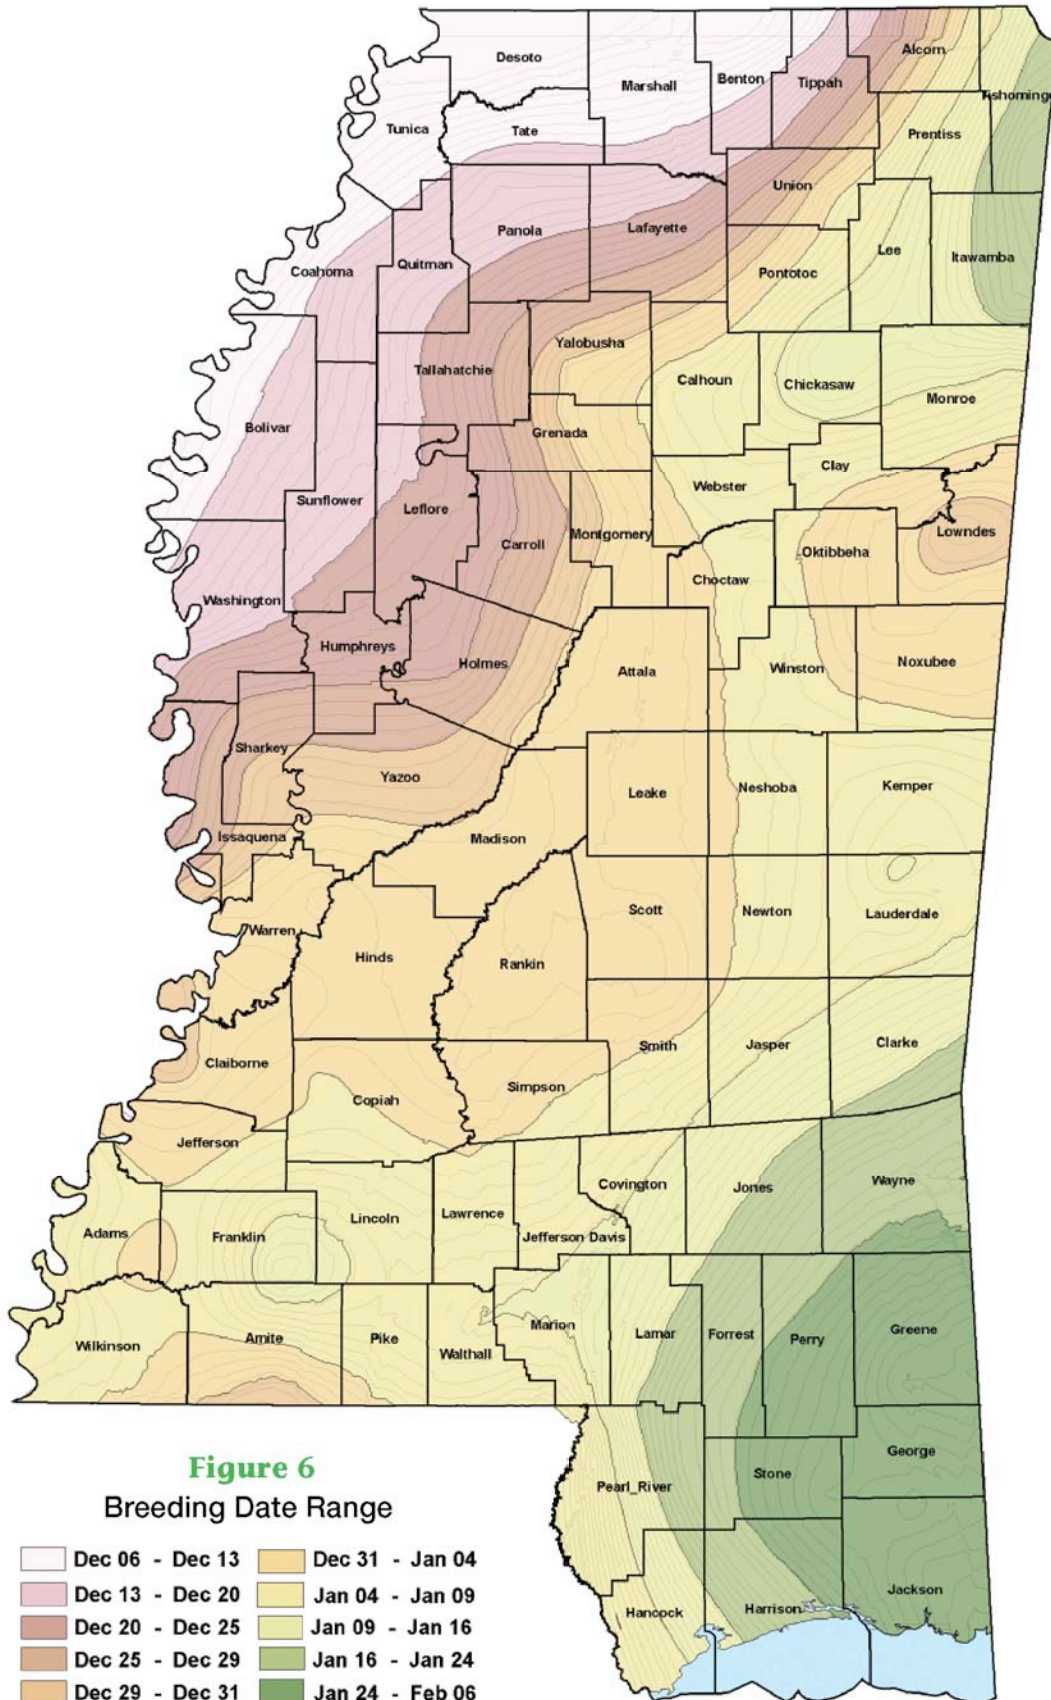 Desoto
Marshall
Benton
Tippah
Alcorn
Tishomingo
Tunica
Tate
Prentiss
Union
Panola
Lafayette
Coahoma
Quitman
Pontotoc
Lee
Itawamba
Yalobusha
Tallahatchie
Calhoun
Chickasaw
Monroe
Bolivar
Grenada
Clay
Webster
Sunflower
Leflore
Carroll
Montgomery
Oktibbeha
Lowndes
Choctaw
Washington
Humphreys
Holmes
Attala
Winston
Noxubee
Sharkey
Yazoo
Leake
Neshoba
Kemper
Issaquena
Madison
Warren
Hinds
Rankin
Scott
Newton
Lauderdale
Claiborne
Copiah
Simpson
Smith
Jasper
Clarke
Jefferson
Adams
Franklin
Lincoln
Lawrence
Jefferson Davis
Covington
Jones
Wayne
Wilkinson
Amite
Pike
Walthall
Marion
Lamar
Forrest
Perry
Greene
Pearl_River
Stone
George
Hancock
Harrison
Jackson
Figure 6
Breeding Date Range
Dec 06 - Dec 13
Dec 13 - Dec 20
Dec 20 - Dec 25
Dec 25 - Dec 29
Dec 29 - Dec 31
Dec 31 - Jan 04
Jan 04 - Jan 09
Jan 09 - Jan 16
Jan 16 - Jan 24
Jan 24 - Feb 06